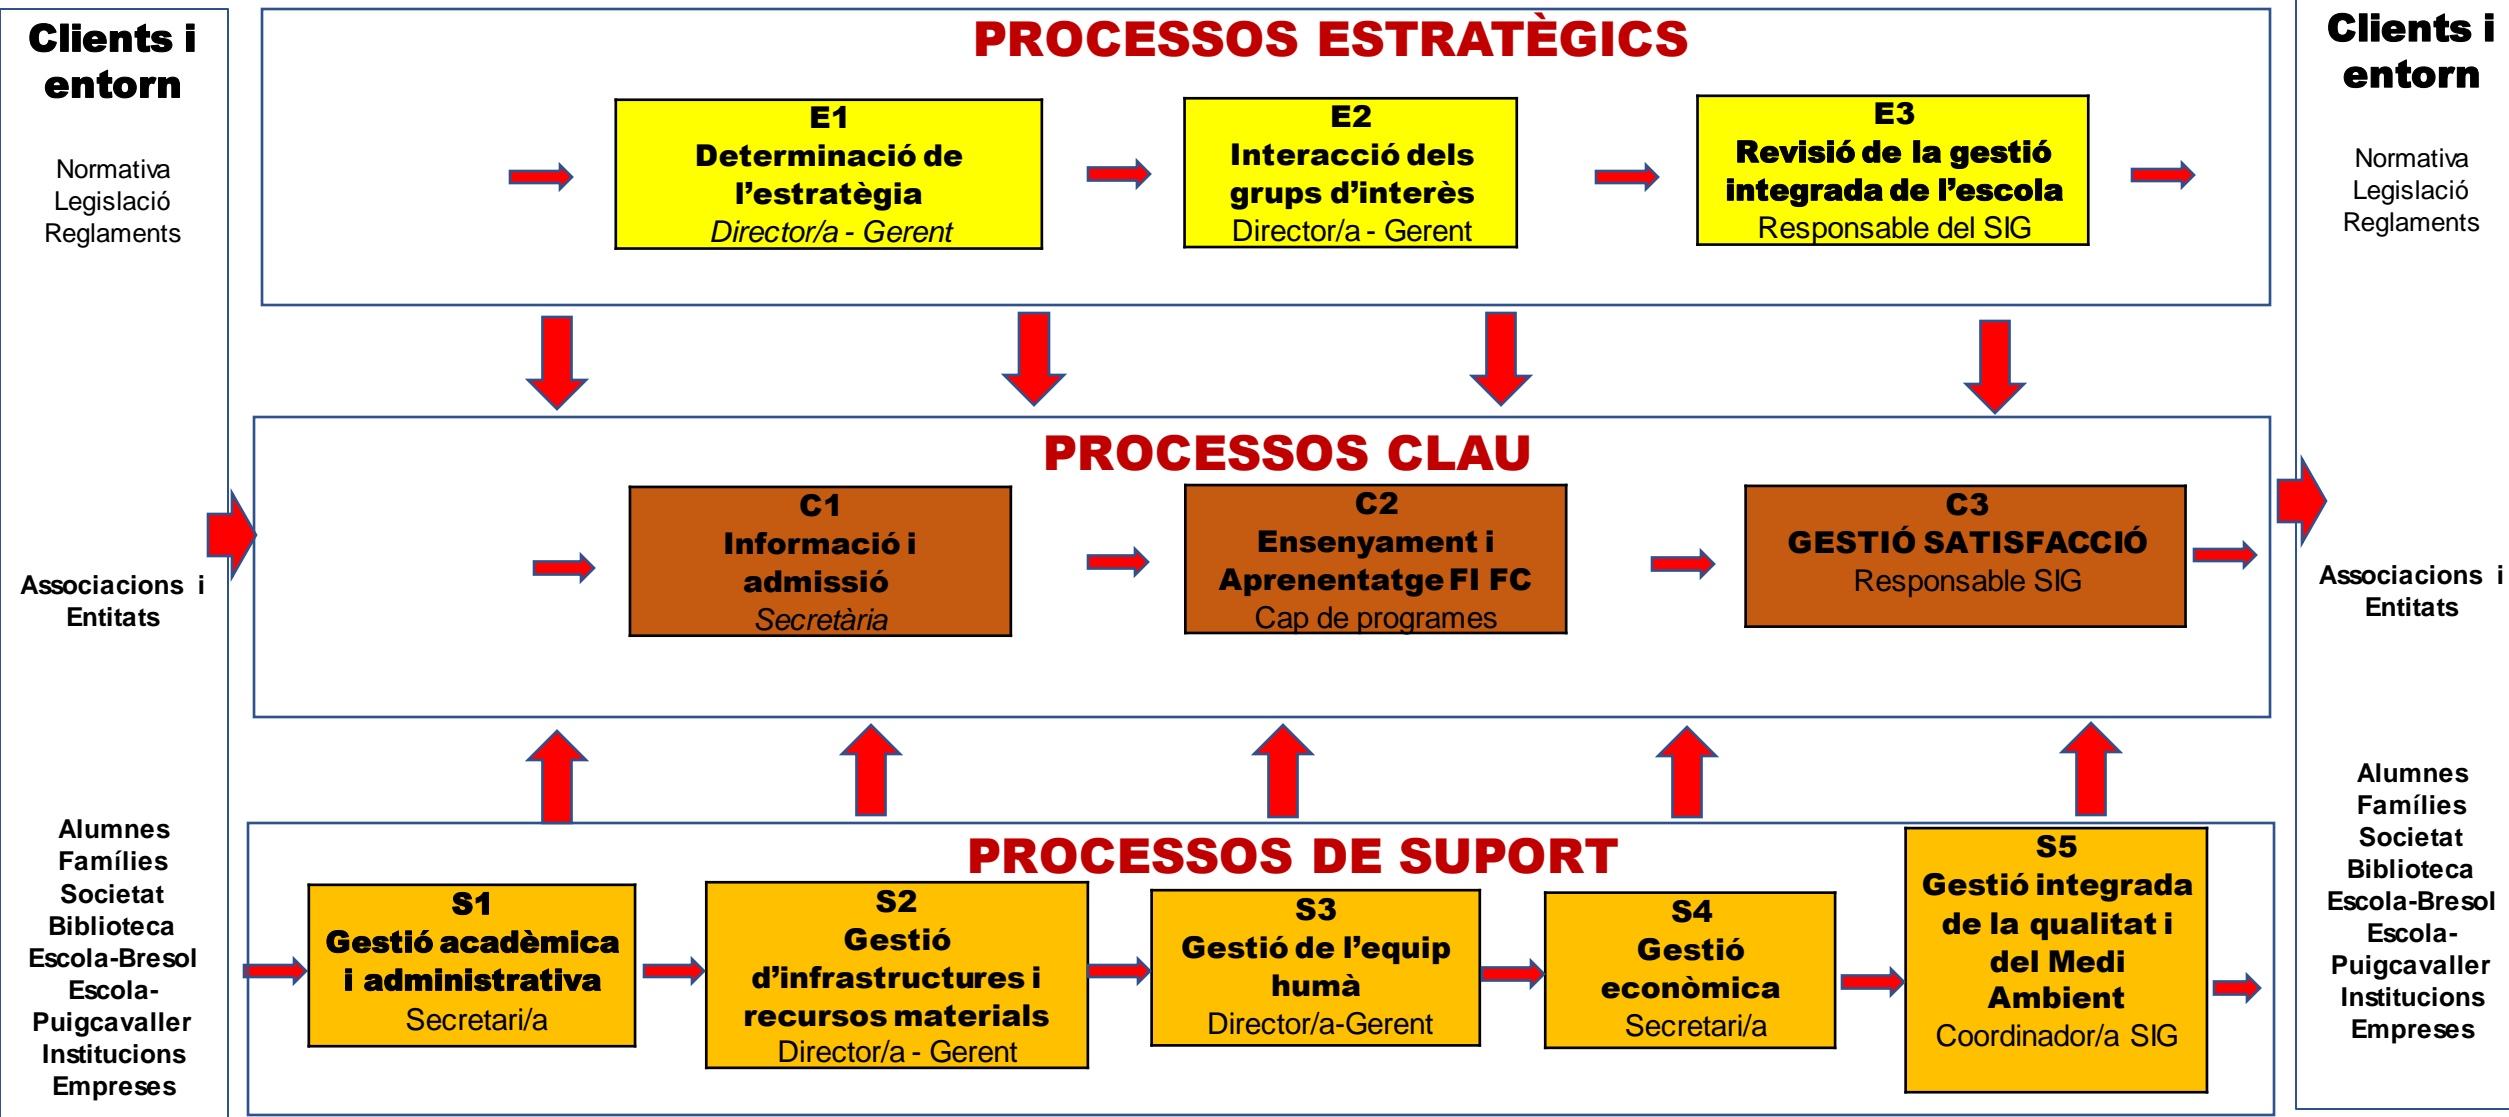 Clients i
entorn
Normativa
Legislació
Reglaments
Associacions i
Entitats
Alumnes
Famílies
Societat
Biblioteca
Escola-Bresol
Escola-
Puigcavaller
Institucions
Empreses
PROCESSOS ESTRATÈGICS
E1
Determinació de
l’estratègia
Director/a - Gerent
E2
Interacció dels
grups d’interès
Director/a - Gerent
E3
Revisió de la gestió
integrada de l’escola
Responsable del SIG
PROCESSOS CLAU
C1
Informació i
admissió
Secretària
C2
Ensenyament i
Aprenentatge FI FC
Cap de programes
C3
GESTIÓ SATISFACCIÓ
Responsable SIG
PROCESSOS DE SUPORT
S1
Gestió acadèmica
i administrativa
Secretari/a
S2
Gestió
d’infrastructures i
recursos materials
Director/a - Gerent
S3
Gestió de l’equip
humà
Director/a-Gerent
S4
Gestió
econòmica
Secretari/a
S5
Gestió integrada
de la qualitat i
del Medi
Ambient
Coordinador/a SIG
Clients i
entorn
Normativa
Legislació
Reglaments
Associacions i
Entitats
Alumnes
Famílies
Societat
Biblioteca
Escola-Bresol
Escola-
Puigcavaller
Institucions
Empreses